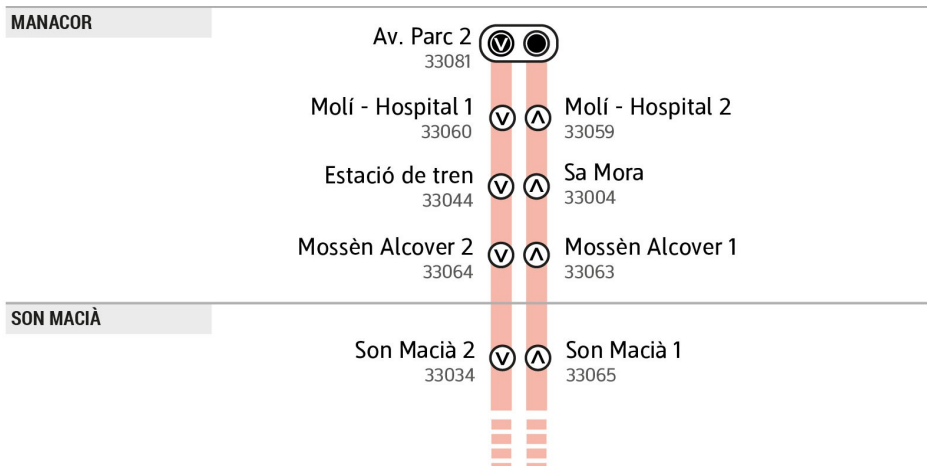 MANACOR
Av. Parc 2
33081
Molí - Hospital 1
33060
Molí - Hospital 2
33059
Estació de tren
33044
Sa Mora
33004
Mossèn Alcover 2
33064
Mossèn Alcover 1
33063
SON MACIÀ
Son Macià 2
33034
Son Macià 1
33065